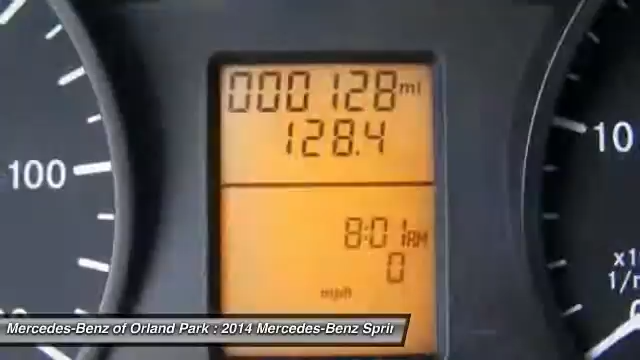 000128 mi
128.4
8:01 AM
0
mph
100
10
Mercedes-Benz of Orland Park : 2014 Mercedes-Benz Sprit